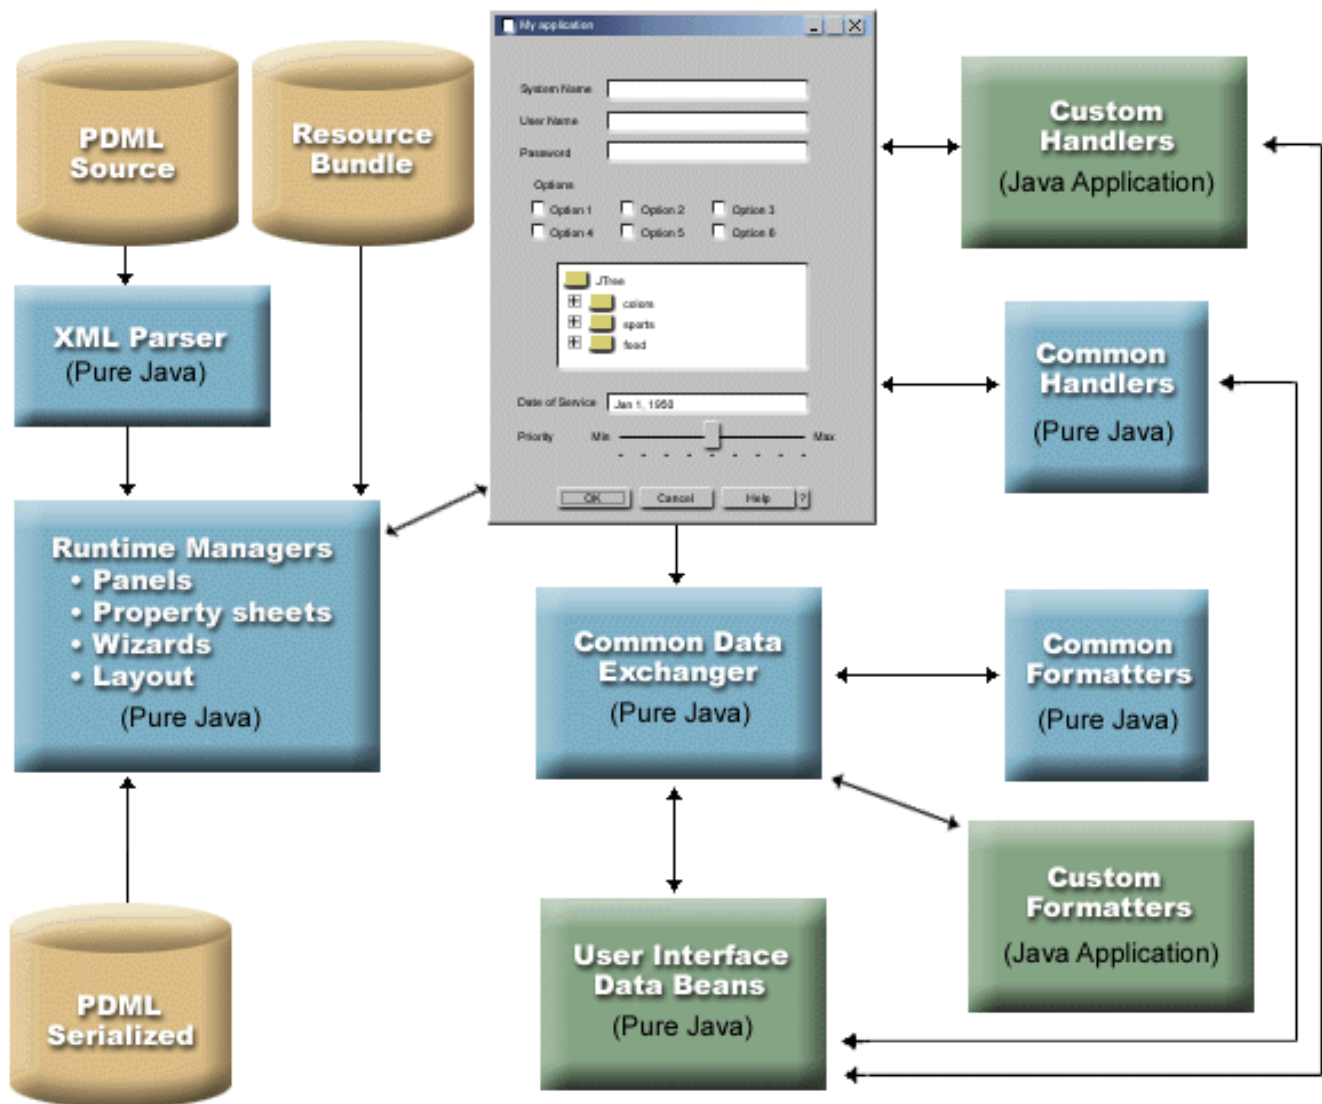 My application
PDML
Source
Resource
Bundle
System Name
User Name
Password
Options
Option 1
Option 2
Option 3
Option 4
Option 5
Option 6
Custom
Handlers
(Java Application)
JTree
colors
sports
food
XML Parser
(Pure Java)
Common
Handlers
(Pure Java)
Date of Service
Jan 1, 1950
Priority
Min
Max
OK
Cancel
Help
?
Runtime Managers
• Panels
• Property sheets
• Wizards
• Layout
(Pure Java)
Common Data
Exchanger
(Pure Java)
Common
Formatters
(Pure Java)
Custom
Formatters
(Java Application)
PDML
Serialized
User Interface
Data Beans
(Pure Java)